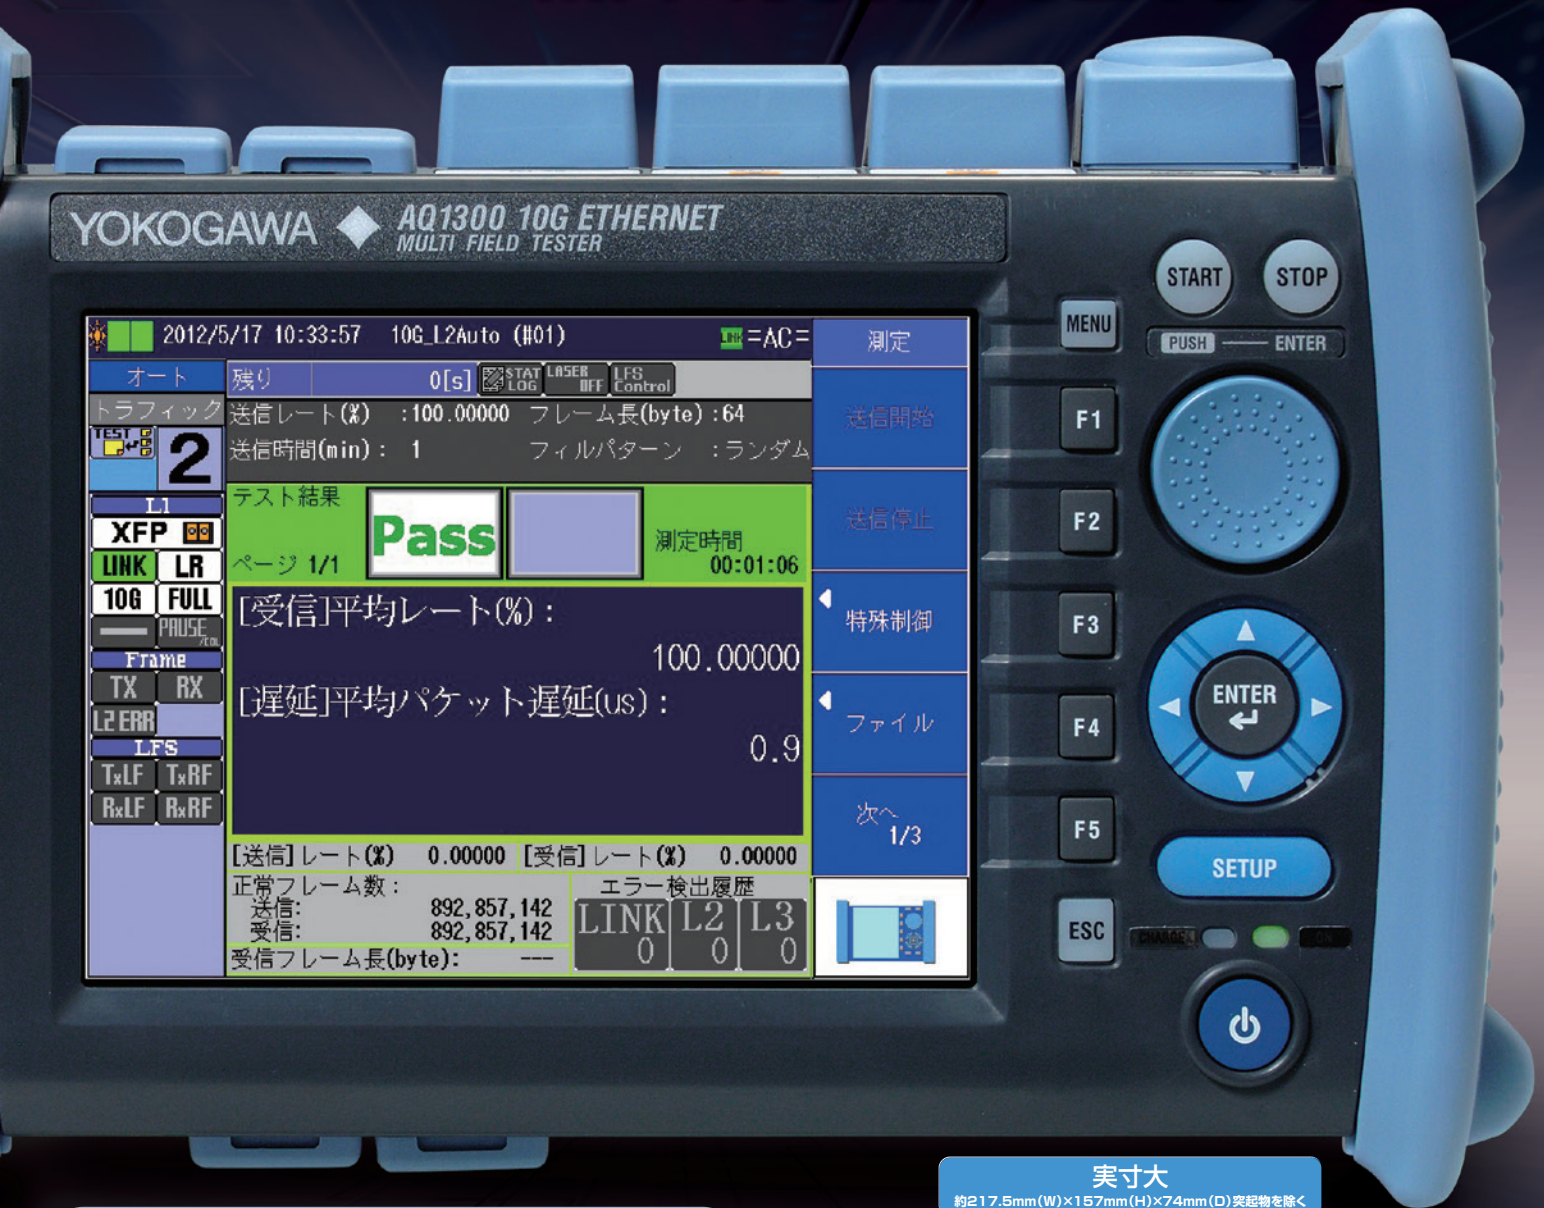 YOKOGAWA AQ1300 10G ETHERNET
MULTI FIELD TESTER
START STOP
PUSH ENTER
MENU
2012/5/17 10:33:57 10G_L2Auto (#01) LINK =AC=
測定
オート 残り 0[s] STAT LOG LASER OFF LFS Control
トラフィック 送信レート(%) :100.00000 フレーム長(byte):64
送信開始
F1
TEST 2 送信時間(min): 1 フィルパターン :ランダム
テスト結果
Pass
測定時間
ページ 1/1 00:01:06
送信停止
F2
L1
XFP
LINK LR
10G FULL
PAUSE
[受信]平均レート(%):
100.00000
特殊制御
F3
Frame
TX RX
L2 ERR
[遅延]平均パケット遅延(us):
0.9
ファイル
F4
ENTER
LFS
TxLF TxRF
RxLF RxRF
次へ
1/3
F5
SETUP
[送信]レート(%) 0.00000 [受信]レート(%) 0.00000
正常フレーム数: エラー検出履歴
送信: 892,857,142
受信: 892,857,142
LINK L2 L3
0 0 0
受信フレーム長(byte): ---
ESC
CHARGE ON
実寸大
約217.5mm(W)×157mm(H)×74mm(D)突起物を除く